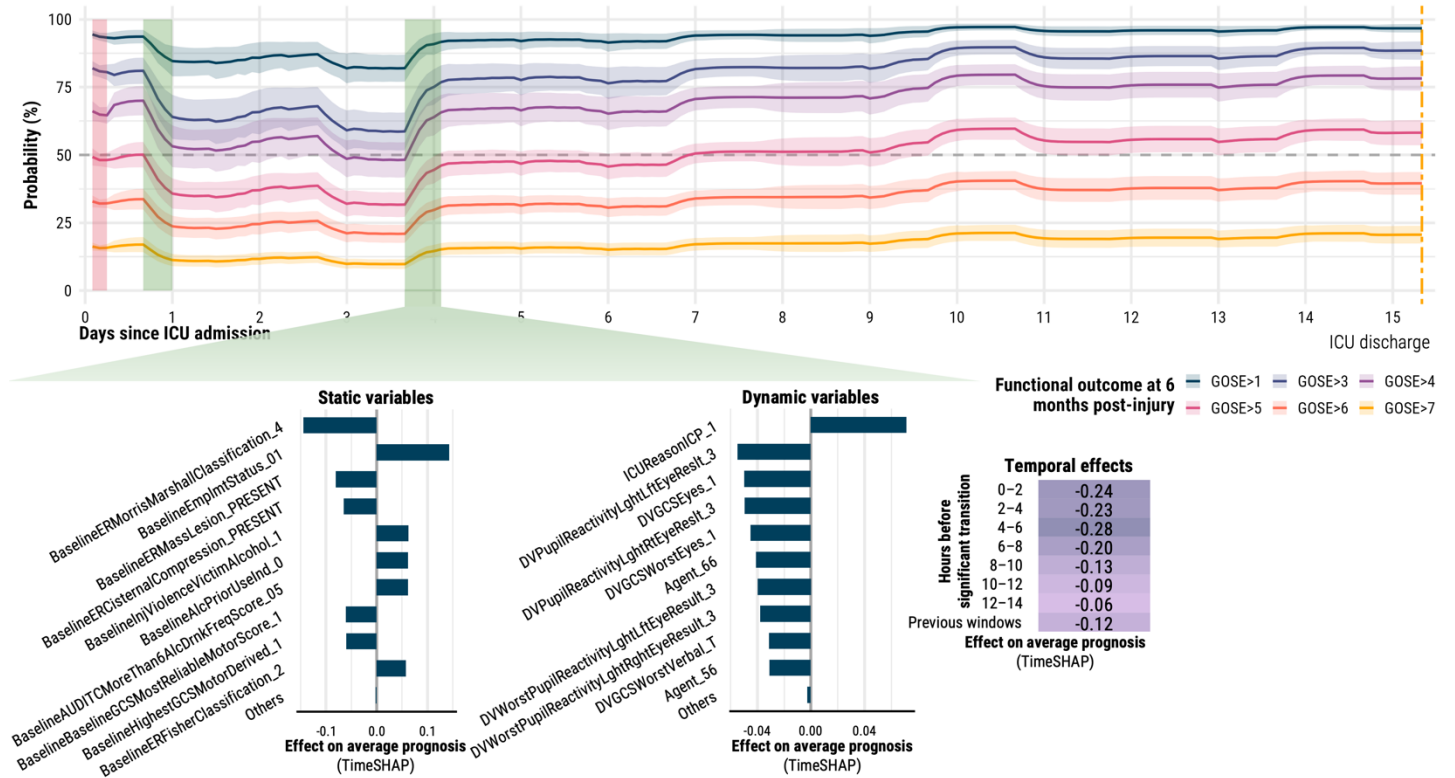 100
75
50
25
0
Probability (%)
0
1
2
3
5
6
7
8
9
10
11
12
13
14
15
Days since ICU admission
ICU discharge
Functional outcome at 6
months post-injury
GOSE>1
GOSE>3
GOSE>4
GOSE>5
GOSE>6
GOSE>7
Static variables
BaselineERMorrisMarshallClassification_4
BaselineEmplmtStatus_01
BaselineERMassLesion_PRESENT
BaselineERCisternalCompression_PRESENT
BaselineInjViolenceVictimAlcohol_1
BaselineAlcPriorUseInd_0
BaselineAUDITCMoreThan6AlcDrnkFreqScore_05
BaselineBaselineGCSMostReliableMotorScore_1
BaselineHighestGCSMotorDerived_1
BaselineERFisherClassification_2
Others
-0.1
0.0
0.1
Effect on average prognosis
(TimeSHAP)
Dynamic variables
ICUReasonICP_1
DVPupilReactivityLghtLftEyeReslt_3
DVGCSEyes_1
DVPupilReactivityLghtRtEyeReslt_3
DVGCSWorstEyes_1
Agent_66
DVWorstPupilReactivityLghtLftEyeResult_3
DVWorstPupilReactivityLghtRghtEyeResult_3
DVGCSWorstVerbal_T
Agent_56
Others
-0.04
0.00
0.04
Effect on average prognosis
(TimeSHAP)
Temporal effects
Hours before
significant transition
0–2
-0.24
2–4
-0.23
4–6
-0.28
6–8
-0.20
8–10
-0.13
10–12
-0.09
12–14
-0.06
Previous windows
-0.12
Effect on average prognosis
(TimeSHAP)